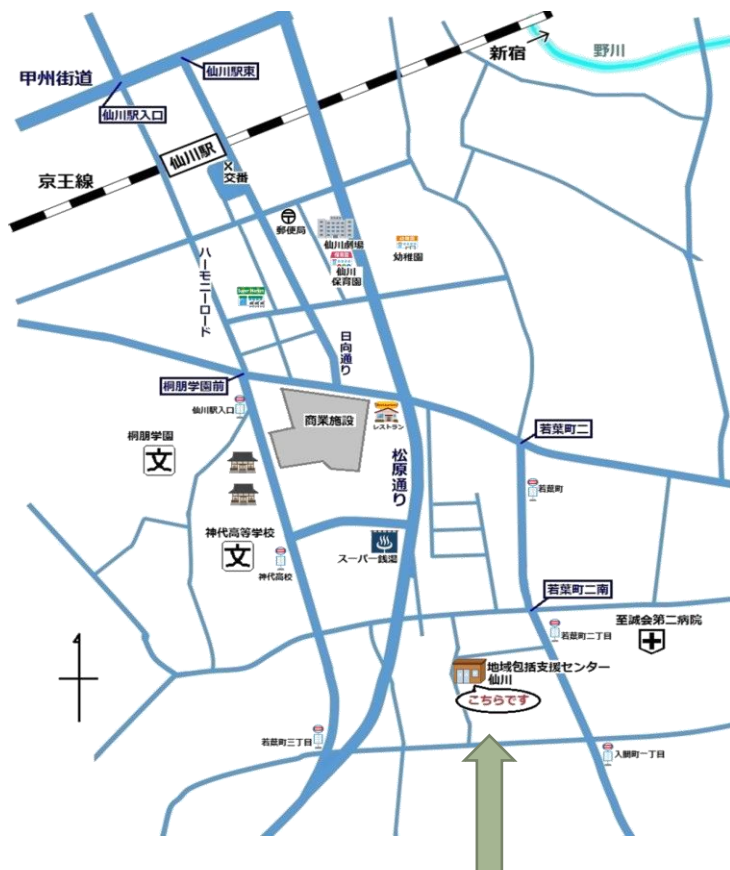 新宿
野川
甲州街道
仙川駅東
仙川駅入口
仙川駅
京王線
交番
郵便局
仙川劇場
仙川
保育園
幼稚園
ハーモニーロード
日向通り
桐朋学園前
仙川駅入口
商業施設
レストラン
若葉町二
桐朋学園
文
松原通り
若葉町
神代高等学校
文
スーパー銭湯
神代高校
若葉町二南
至誠会第二病院
若葉町二丁目
地域包括支援センター
仙川
こちらです
若葉町三丁目
入間町一丁目